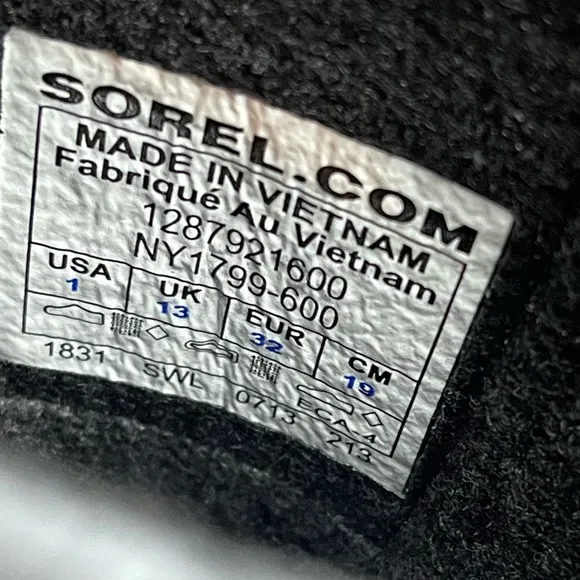 SOREL.COM
MADE IN VIETNAM
Fabriqué Au Vietnam
1287921600
NY1799-600
USA UK EUR CM
1 13 32 19
ECA-4
1831 SWL 0713 213